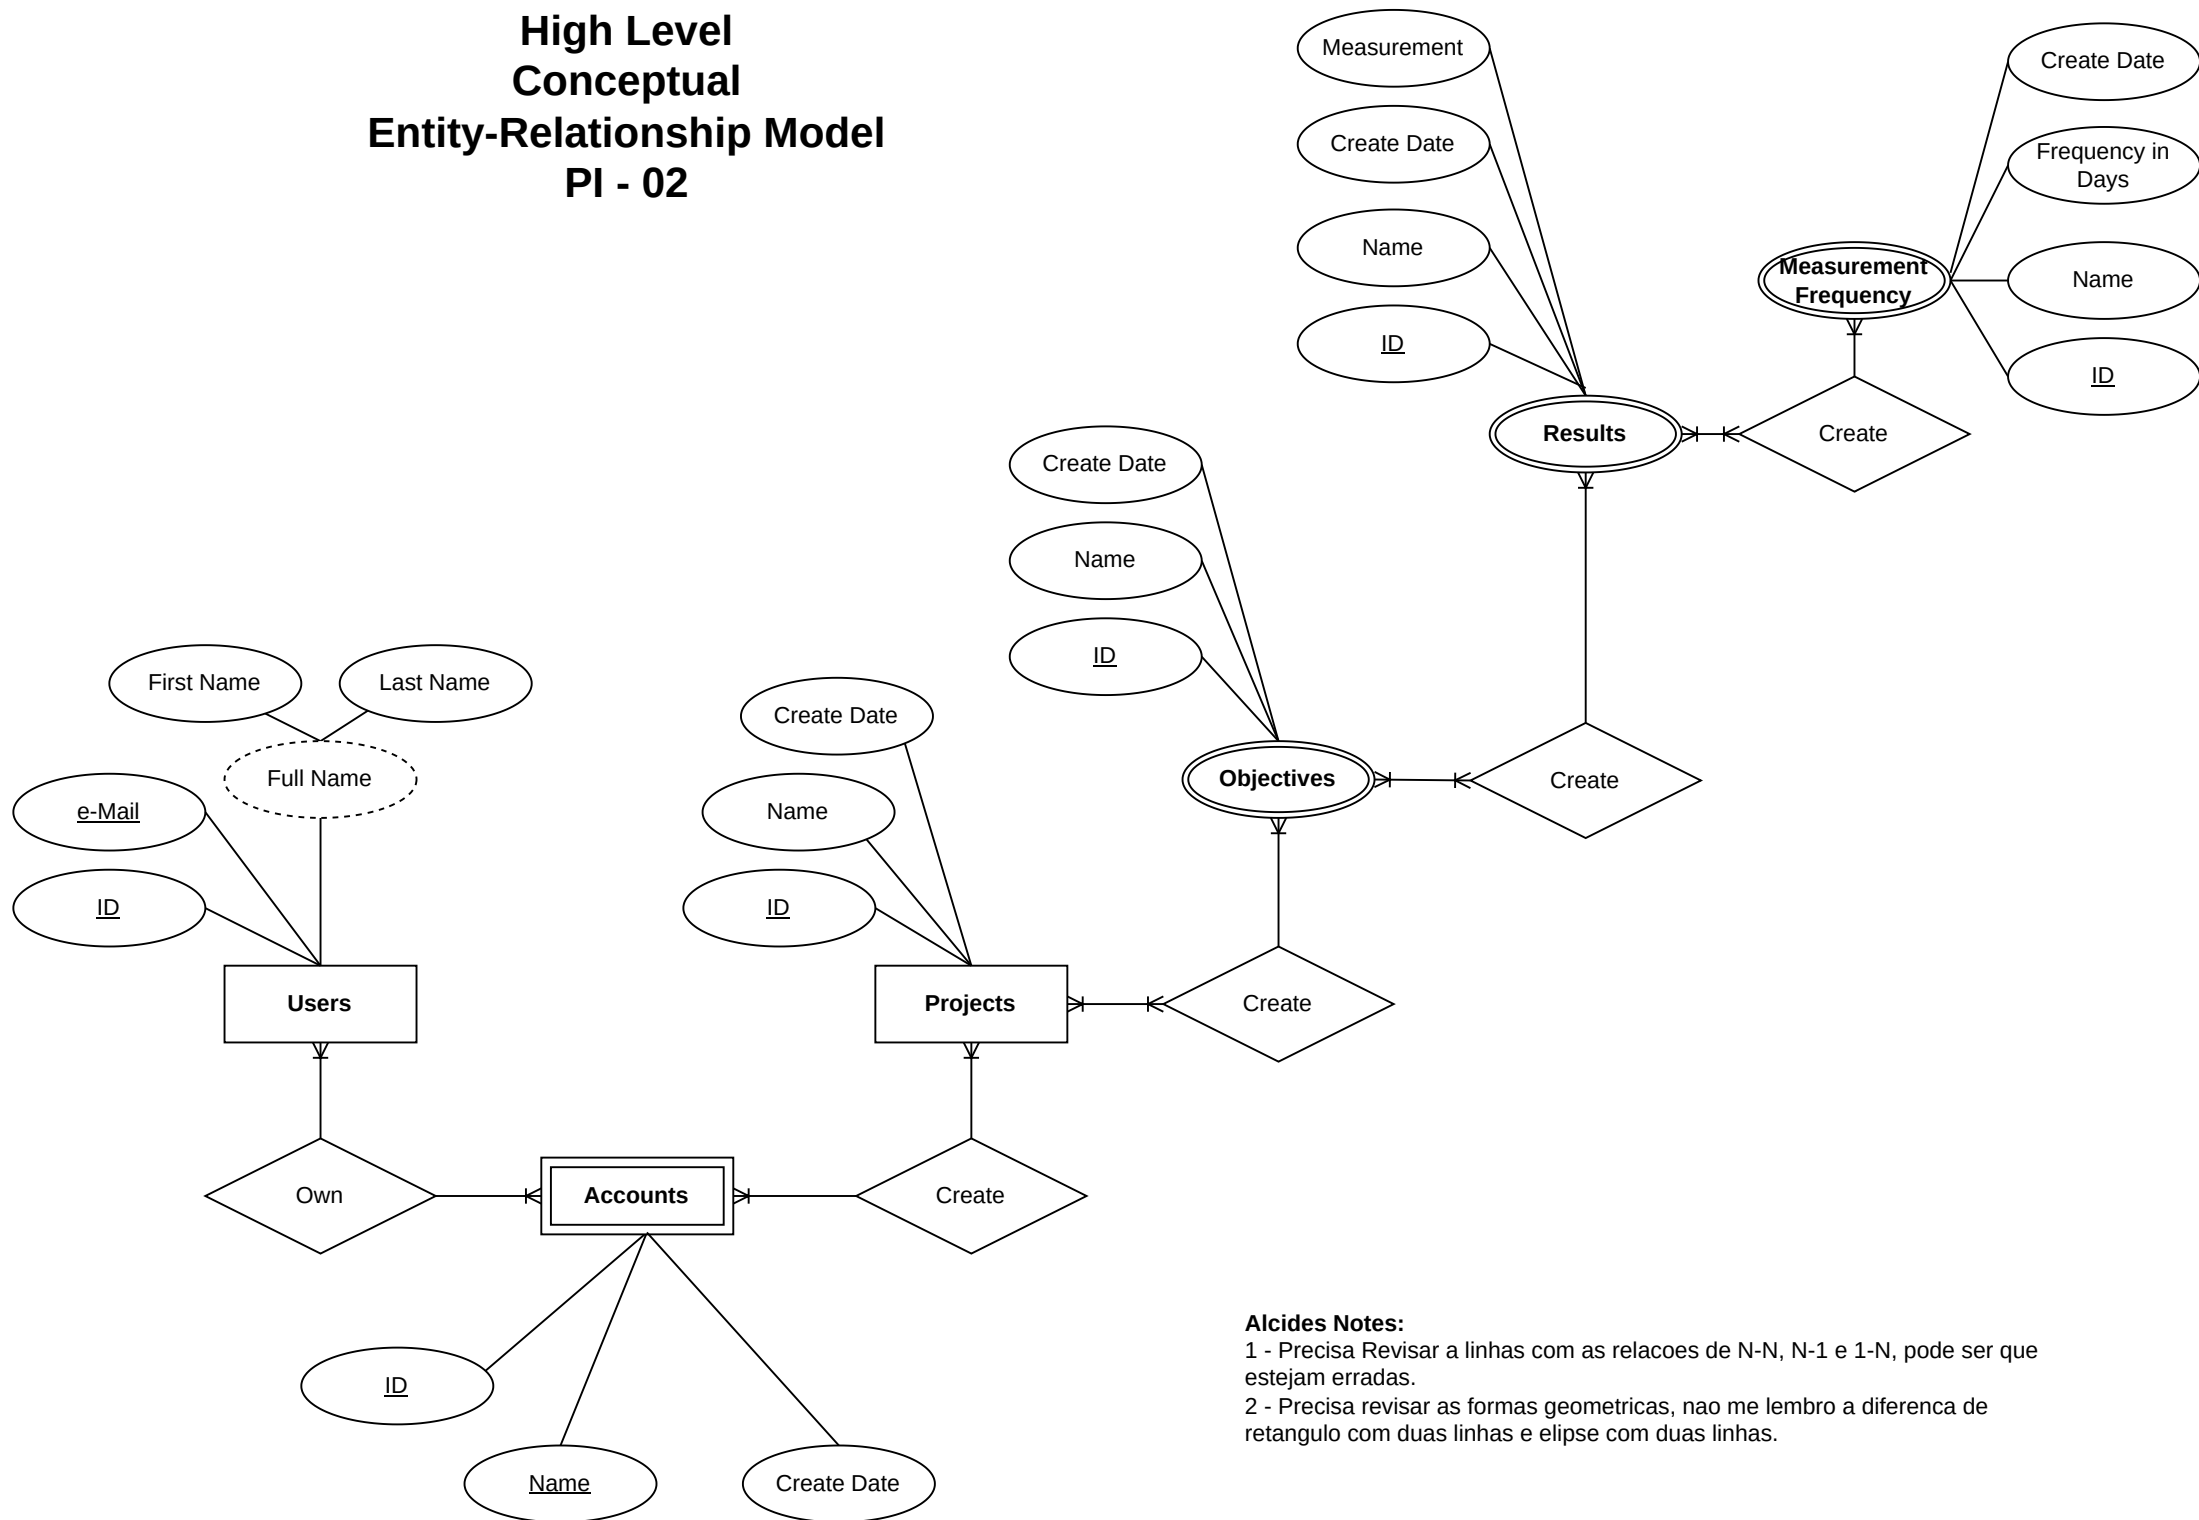 High Level
Conceptual
Entity-Relationship Model
PI - 02
Measurement
Create Date
Name
ID
Create Date
Frequency in
Days
Name
ID
Measurement
Frequency
Results
Create
Create Date
Name
ID
Objectives
Create
First Name
Last Name
Full Name
e-Mail
ID
Users
Create Date
Name
ID
Projects
Create
Own
Accounts
Create
ID
Name
Create Date
Alcides Notes:
1 - Precisa Revisar a linhas com as relacoes de N-N, N-1 e 1-N, pode ser que
estejam erradas.
2 - Precisa revisar as formas geometricas, nao me lembro a diferenca de
retangulo com duas linhas e elipse com duas linhas.